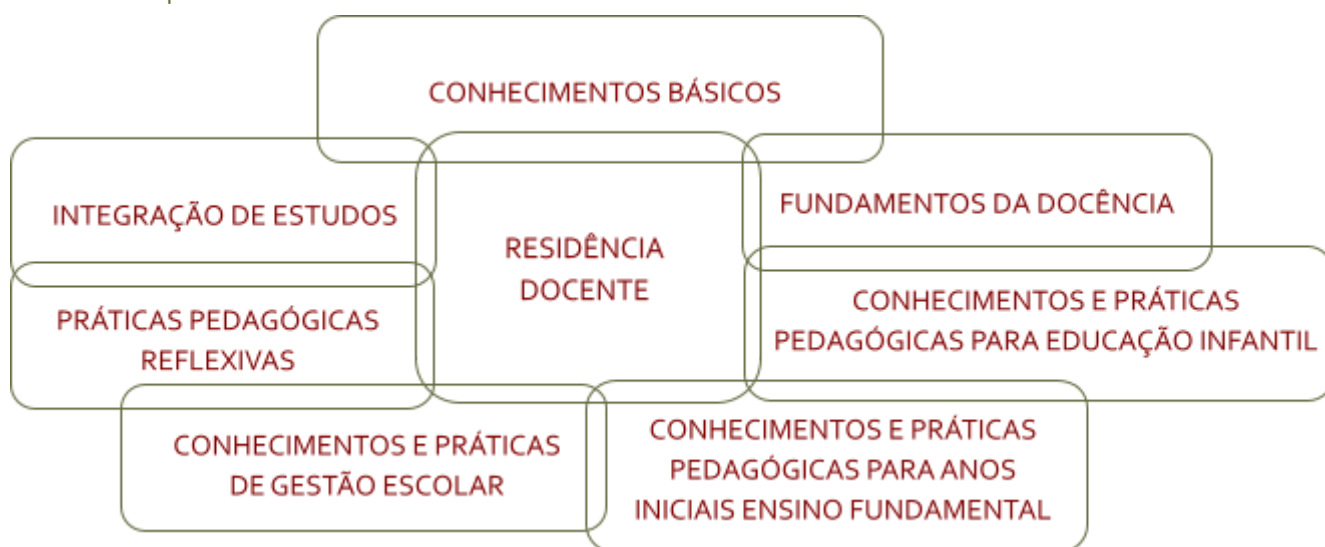 CONHECIMENTOS BÁSICOS
INTEGRAÇÃO DE ESTUDOS
FUNDAMENTOS DA DOCÊNCIA
RESIDÊNCIA
DOCENTE
PRÁTICAS PEDAGÓGICAS
REFLEXIVAS
CONHECIMENTOS E PRÁTICAS
PEDAGÓGICAS PARA EDUCAÇÃO INFANTIL
CONHECIMENTOS E PRÁTICAS
DE GESTÃO ESCOLAR
CONHECIMENTOS E PRÁTICAS
PEDAGÓGICAS PARA ANOS
INICIAIS ENSINO FUNDAMENTAL